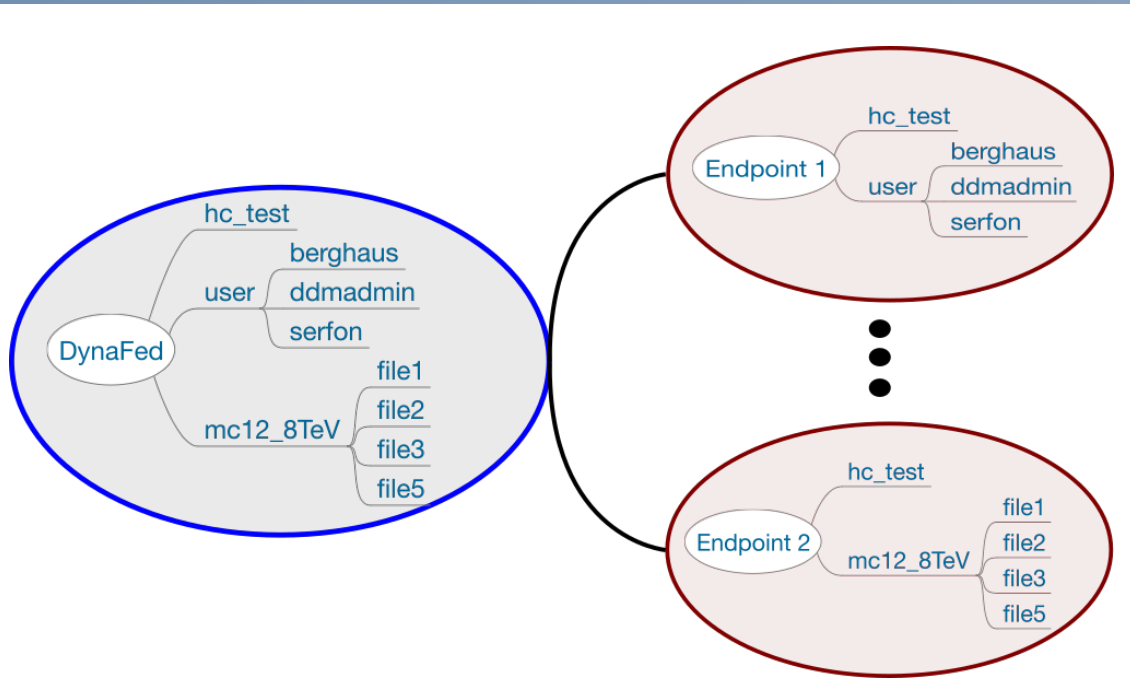 hc_test
berghaus
user
ddmadmin
serfon
DynaFed
file1
file2
mc12_8TeV
file3
file5
hc_test
berghaus
Endpoint 1
user
ddmadmin
serfon
hc_test
file1
Endpoint 2
file2
mc12_8TeV
file3
file5